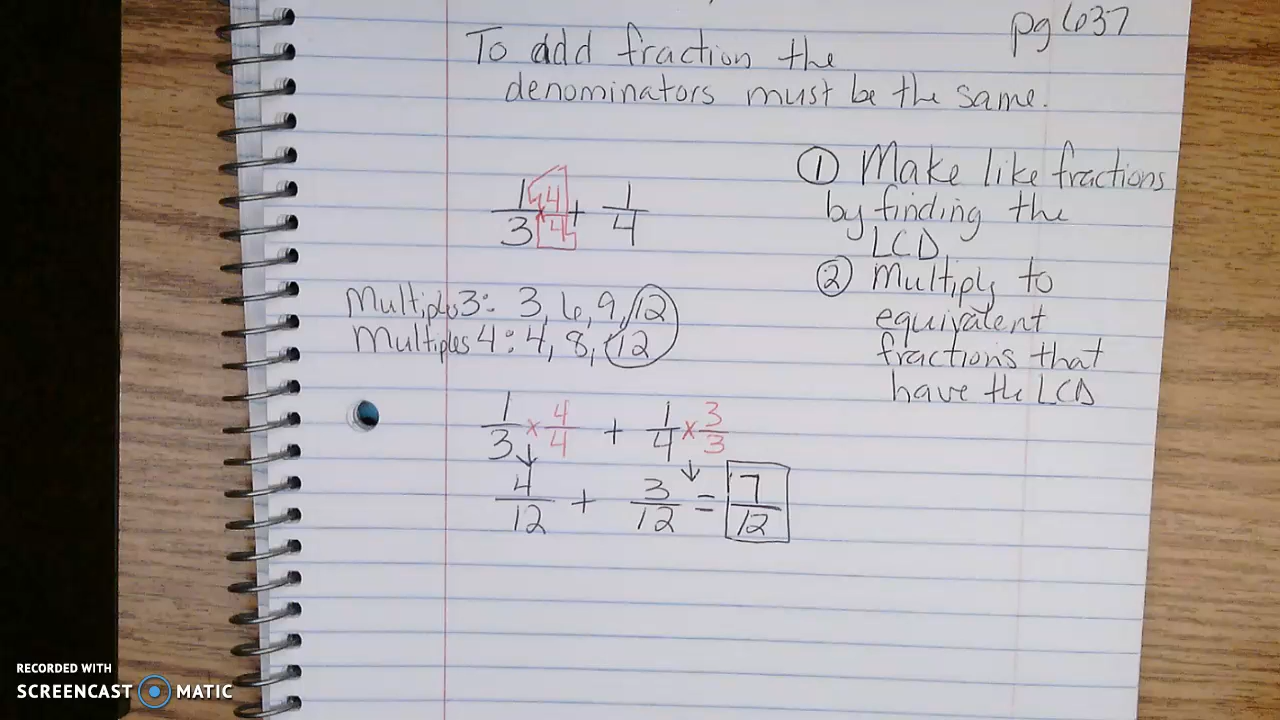 pg 637
To add fraction the
denominators must be the same.
1/3 × 4/4 + 1/4
① Make like fractions
by finding the
LCD
② Multiply to
equivalent
fractions that
have the LCD
Multiples 3: 3, 6, 9, 12
Multiples 4: 4, 8, 12
1/3 × 4/4 + 1/4 × 3/3
4/12 + 3/12 = 7/12
RECORDED WITH
SCREENCAST MATIC